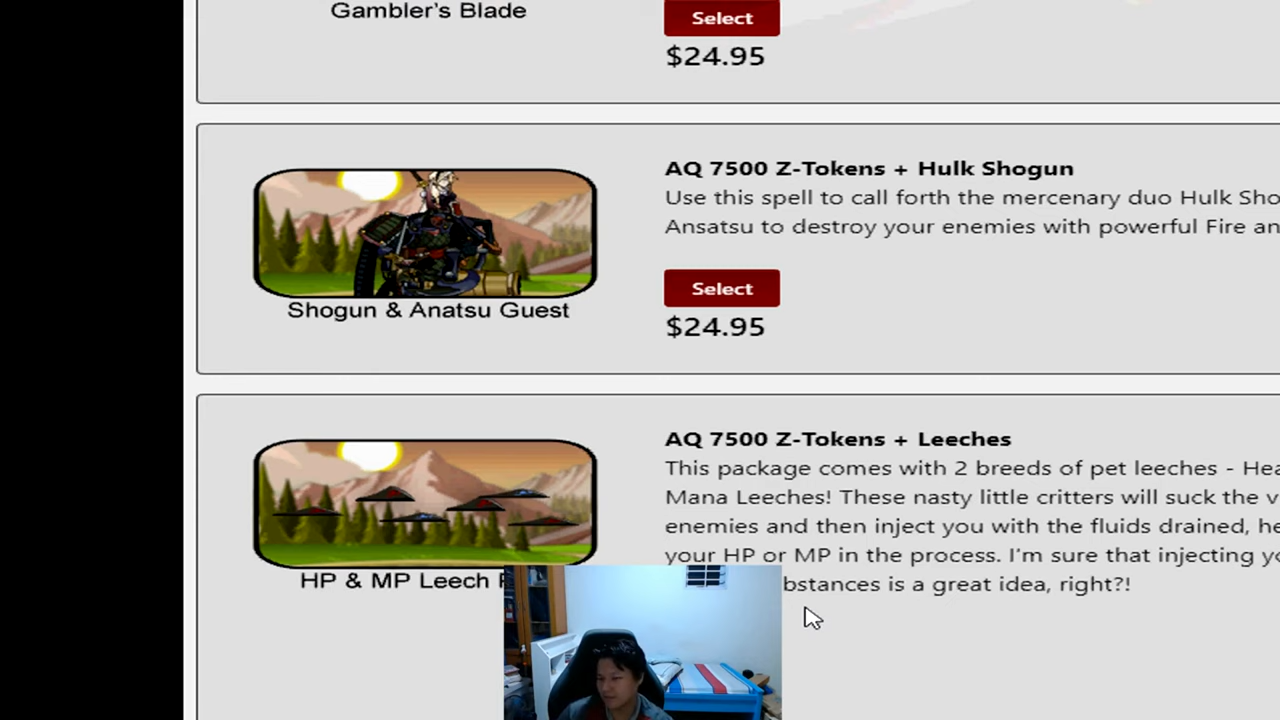 Gambler's Blade
Select
$24.95
AQ 7500 Z-Tokens + Hulk Shogun
Use this spell to call forth the mercenary duo Hulk Sho
Ansatsu to destroy your enemies with powerful Fire an
Select
$24.95
Shogun & Anatsu Guest
AQ 7500 Z-Tokens + Leeches
This package comes with 2 breeds of pet leeches - Hea
Mana Leeches! These nasty little critters will suck the v
enemies and then inject you with the fluids drained, he
your HP or MP in the process. I'm sure that injecting yo
bstances is a great idea, right?!
HP & MP Leech